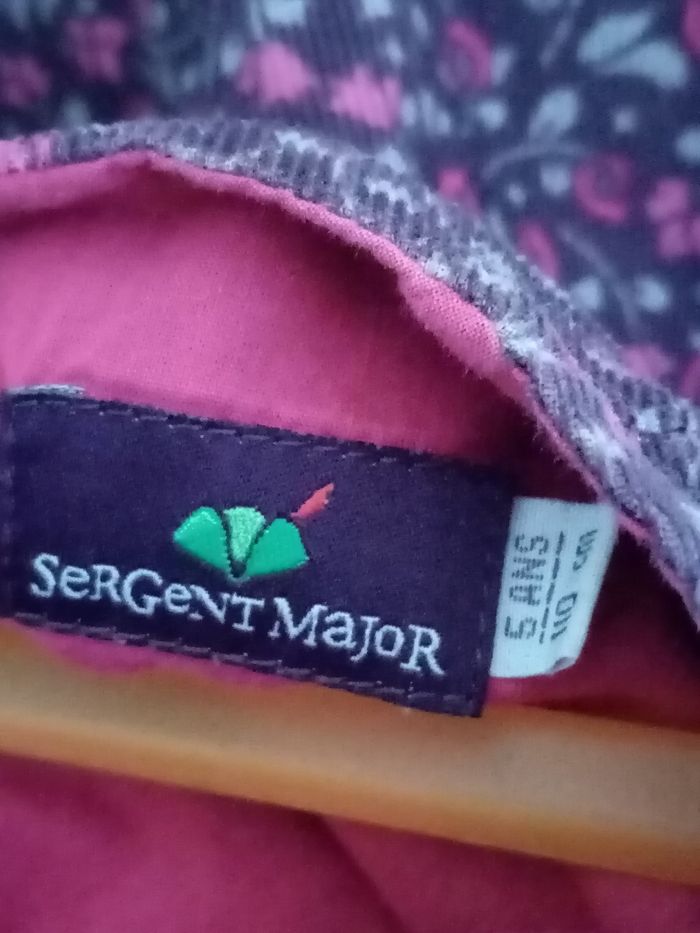 SeRGeNT MaJoR
5 ANS
110